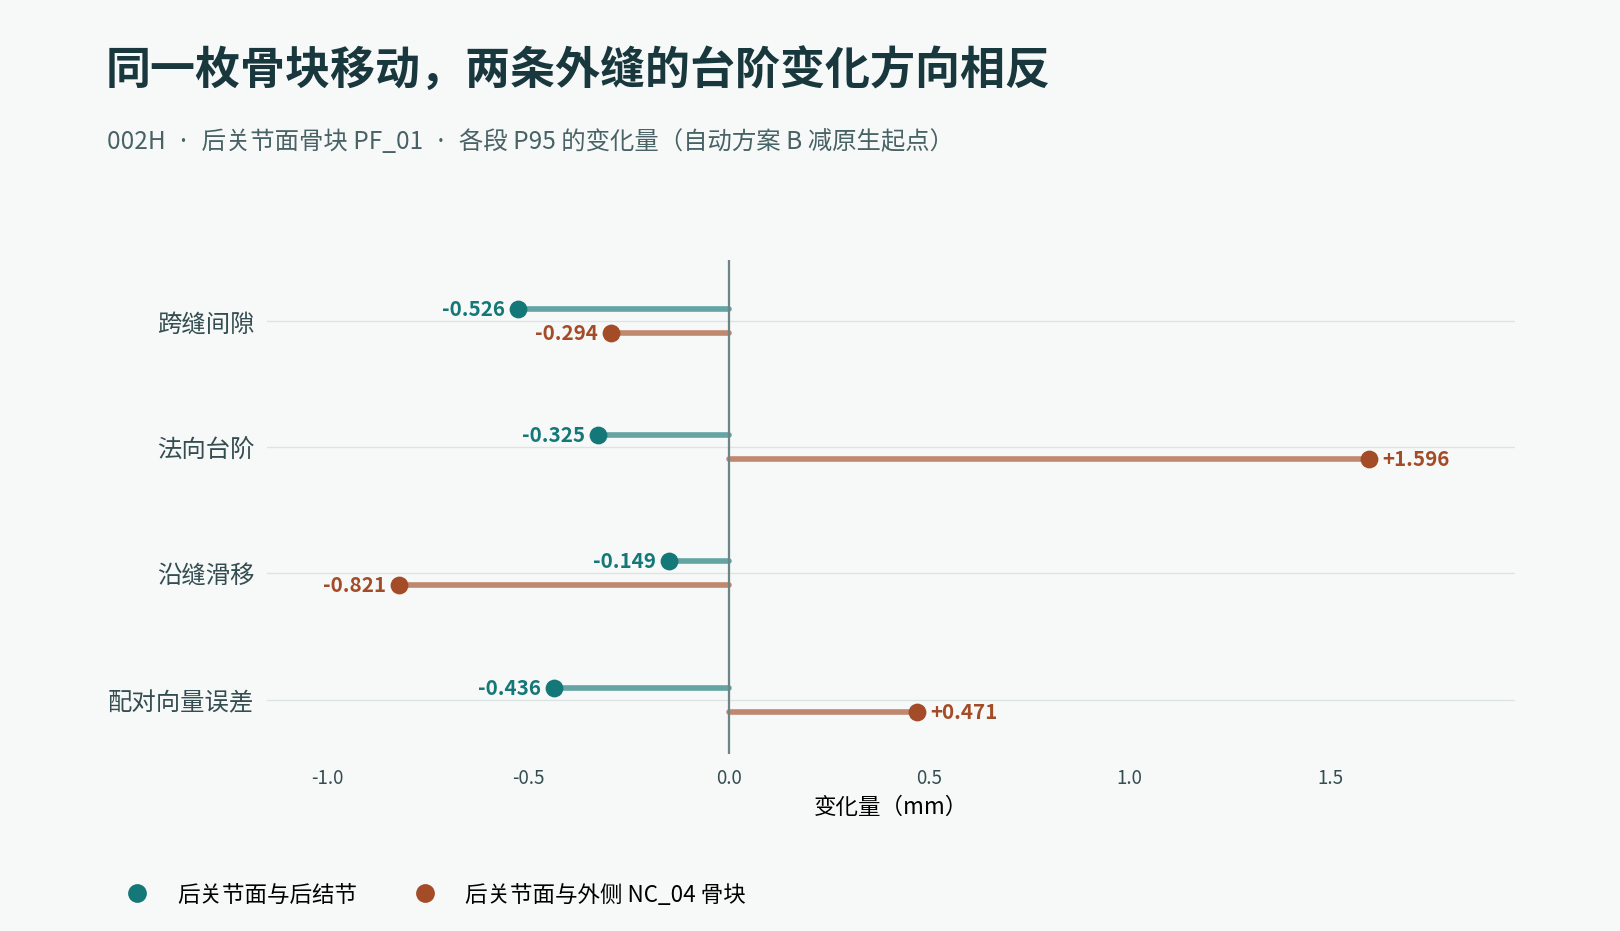 同一枚骨块移动，两条外缝的台阶变化方向相反
002H · 后关节面骨块 PF_01 · 各段 P95 的变化量（自动方案 B 减原生起点）
跨缝间隙
-0.526
-0.294
法向台阶
-0.325
+1.596
沿缝滑移
-0.149
-0.821
配对向量误差
-0.436
+0.471
-1.0 -0.5 0.0 0.5 1.0 1.5
变化量（mm）
后关节面与后结节 后关节面与外侧 NC_04 骨块